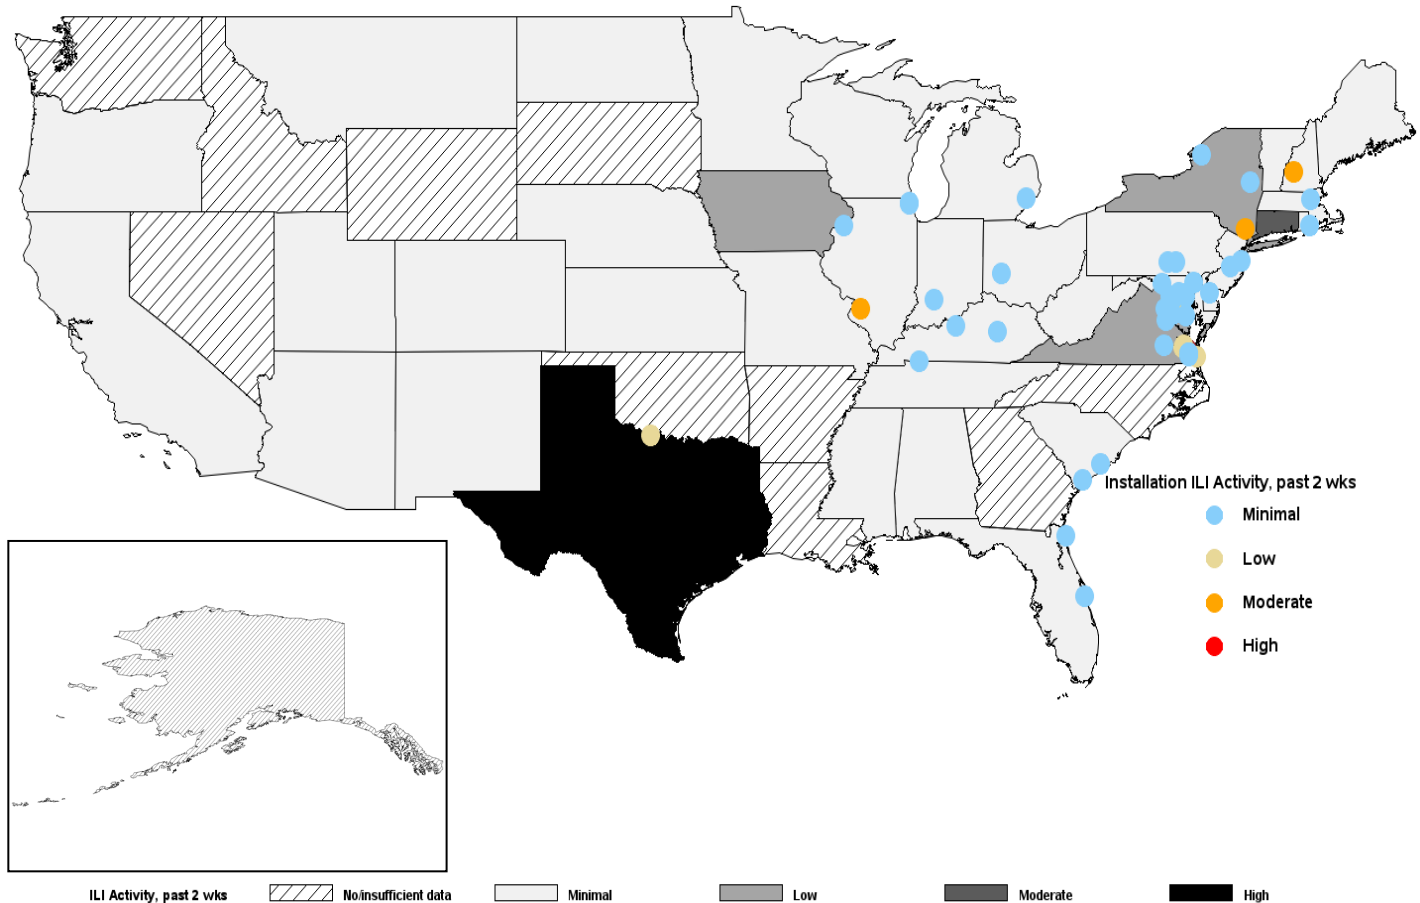 Installation ILI Activity, past 2 wks
Minimal
Low
Moderate
High
ILI Activity, past 2 wks No/insufficient data Minimal Low Moderate High